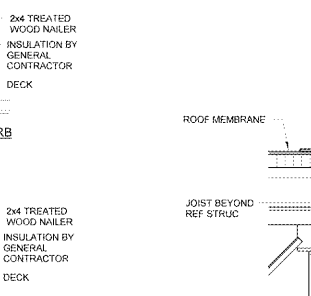 2x4 TREATED
WOOD NAILER
INSULATION BY
GENERAL
CONTRACTOR
DECK
RB
ROOF MEMBRANE
JOIST BEYOND
REF STRUC
2x4 TREATED
WOOD NAILER
INSULATION BY
GENERAL
CONTRACTOR
DECK